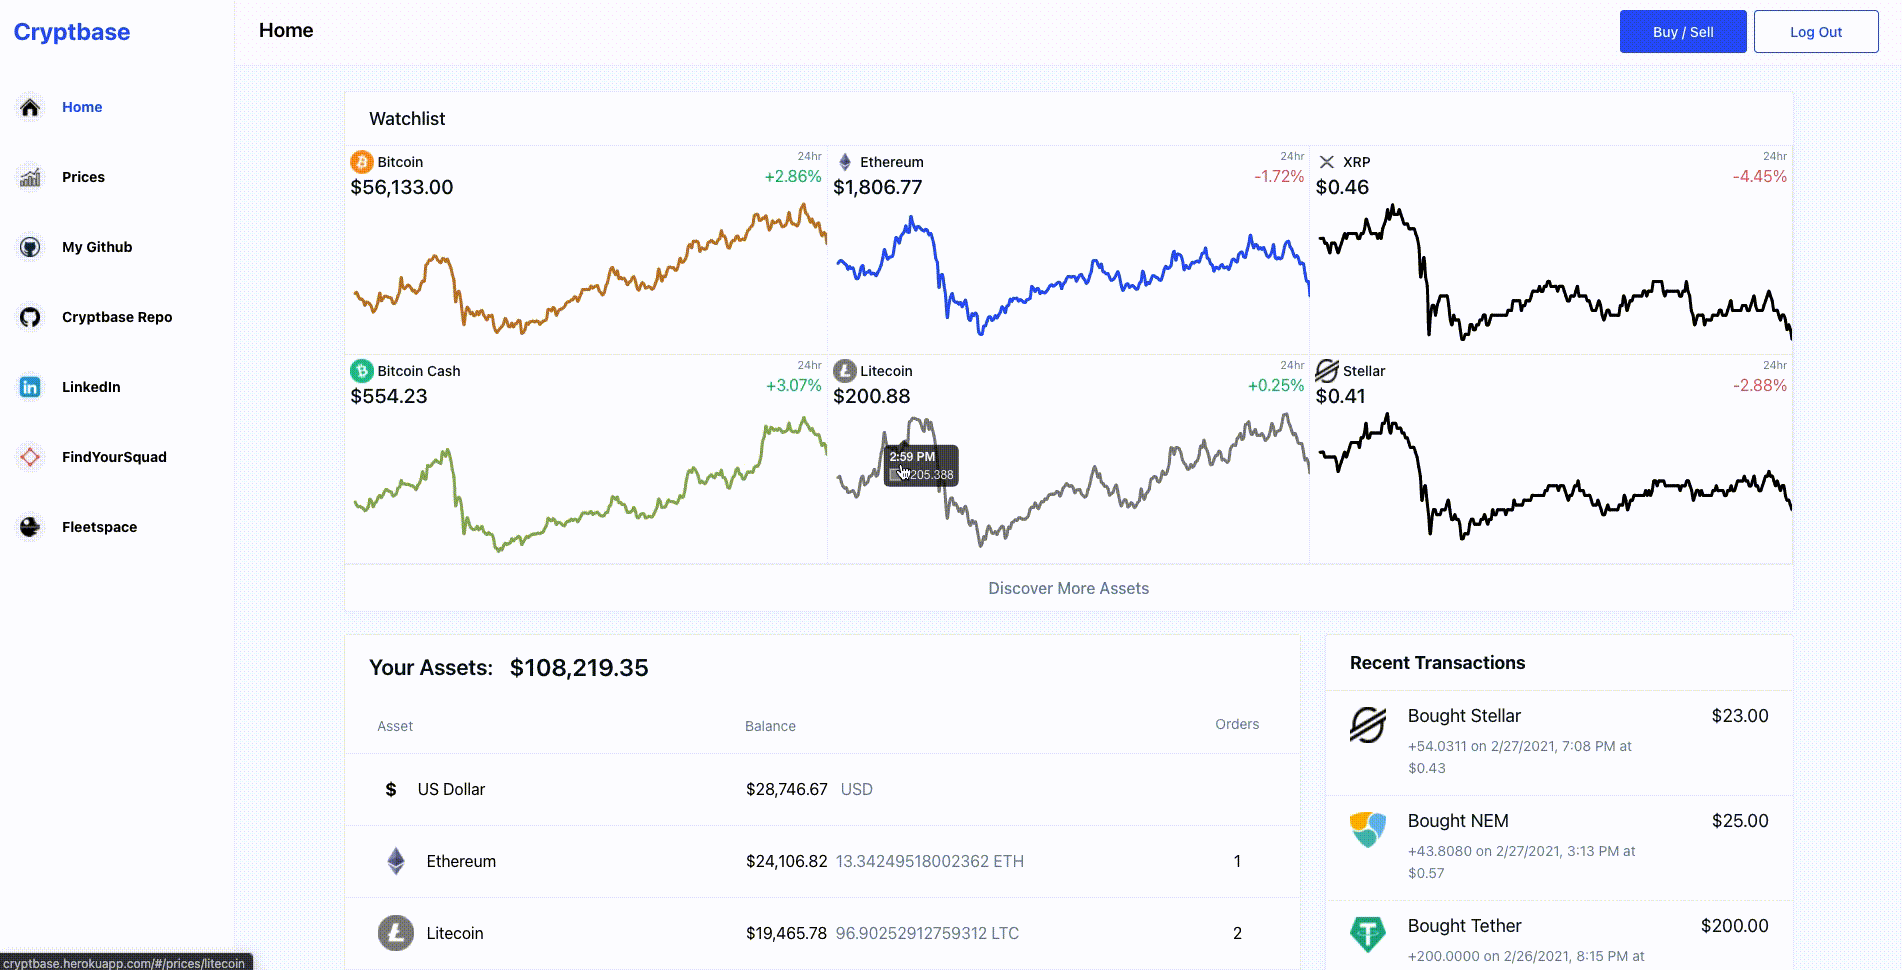 Cryptbase
Home
Buy / Sell
Log Out
Home
Prices
My Github
Cryptbase Repo
LinkedIn
FindYourSquad
Fleetspace
Watchlist
Bitcoin
24hr
$56,133.00
+2.86%
Ethereum
24hr
$1,806.77
-1.72%
XRP
24hr
$0.46
-4.45%
Bitcoin Cash
24hr
$554.23
+3.07%
Litecoin
24hr
$200.88
+0.25%
2:59 PM
205.388
Stellar
24hr
$0.41
-2.88%
Discover More Assets
Your Assets: $108,219.35
Asset Balance Orders
$ US Dollar $28,746.67 USD
Ethereum $24,106.82 13.34249518002362 ETH 1
Litecoin $19,465.78 96.90252912759312 LTC 2
Recent Transactions
Bought Stellar $23.00
+54.0311 on 2/27/2021, 7:08 PM at
$0.43
Bought NEM $25.00
+43.8080 on 2/27/2021, 3:13 PM at
$0.57
Bought Tether $200.00
+200.0000 on 2/26/2021, 8:15 PM at
cryptbase.herokuapp.com/#/prices/litecoin